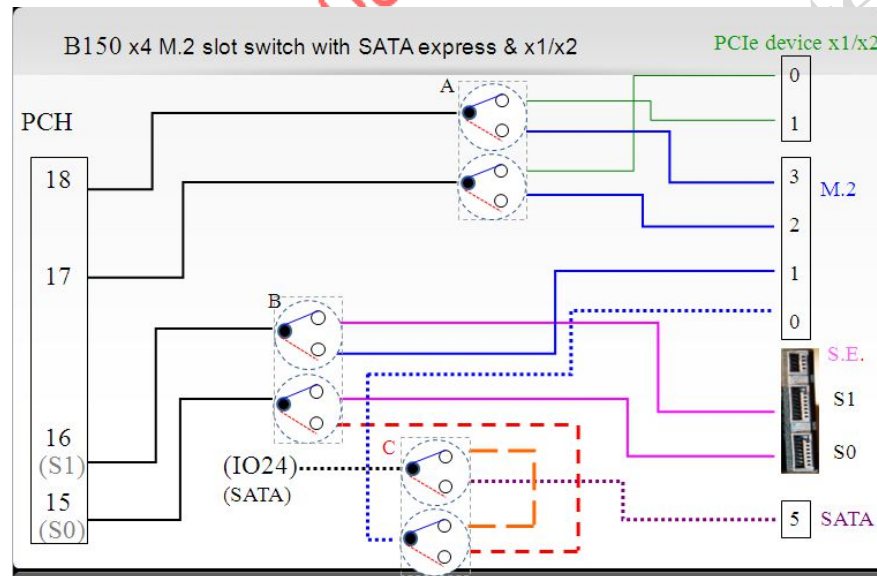 B150 x4 M.2 slot switch with SATA express & x1/x2
PCIe device x1/x2
A
0
PCH
1
18
3
M.2
2
17
1
B
0
S.E.
S1
16
(S1)
C
(IO24)
S0
(SATA)
15
(S0)
5
SATA